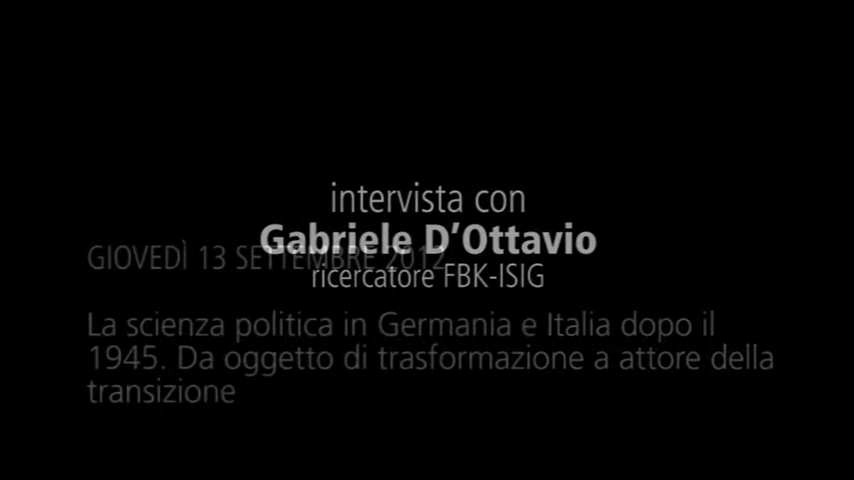 intervista con
Gabriele D'Ottavio
GIOVEDÌ 13 SETTEMBRE 2012
ricercatore FBK-ISIG
La scienza politica in Germania e Italia dopo il
1945. Da oggetto di trasformazione a attore della
transizione